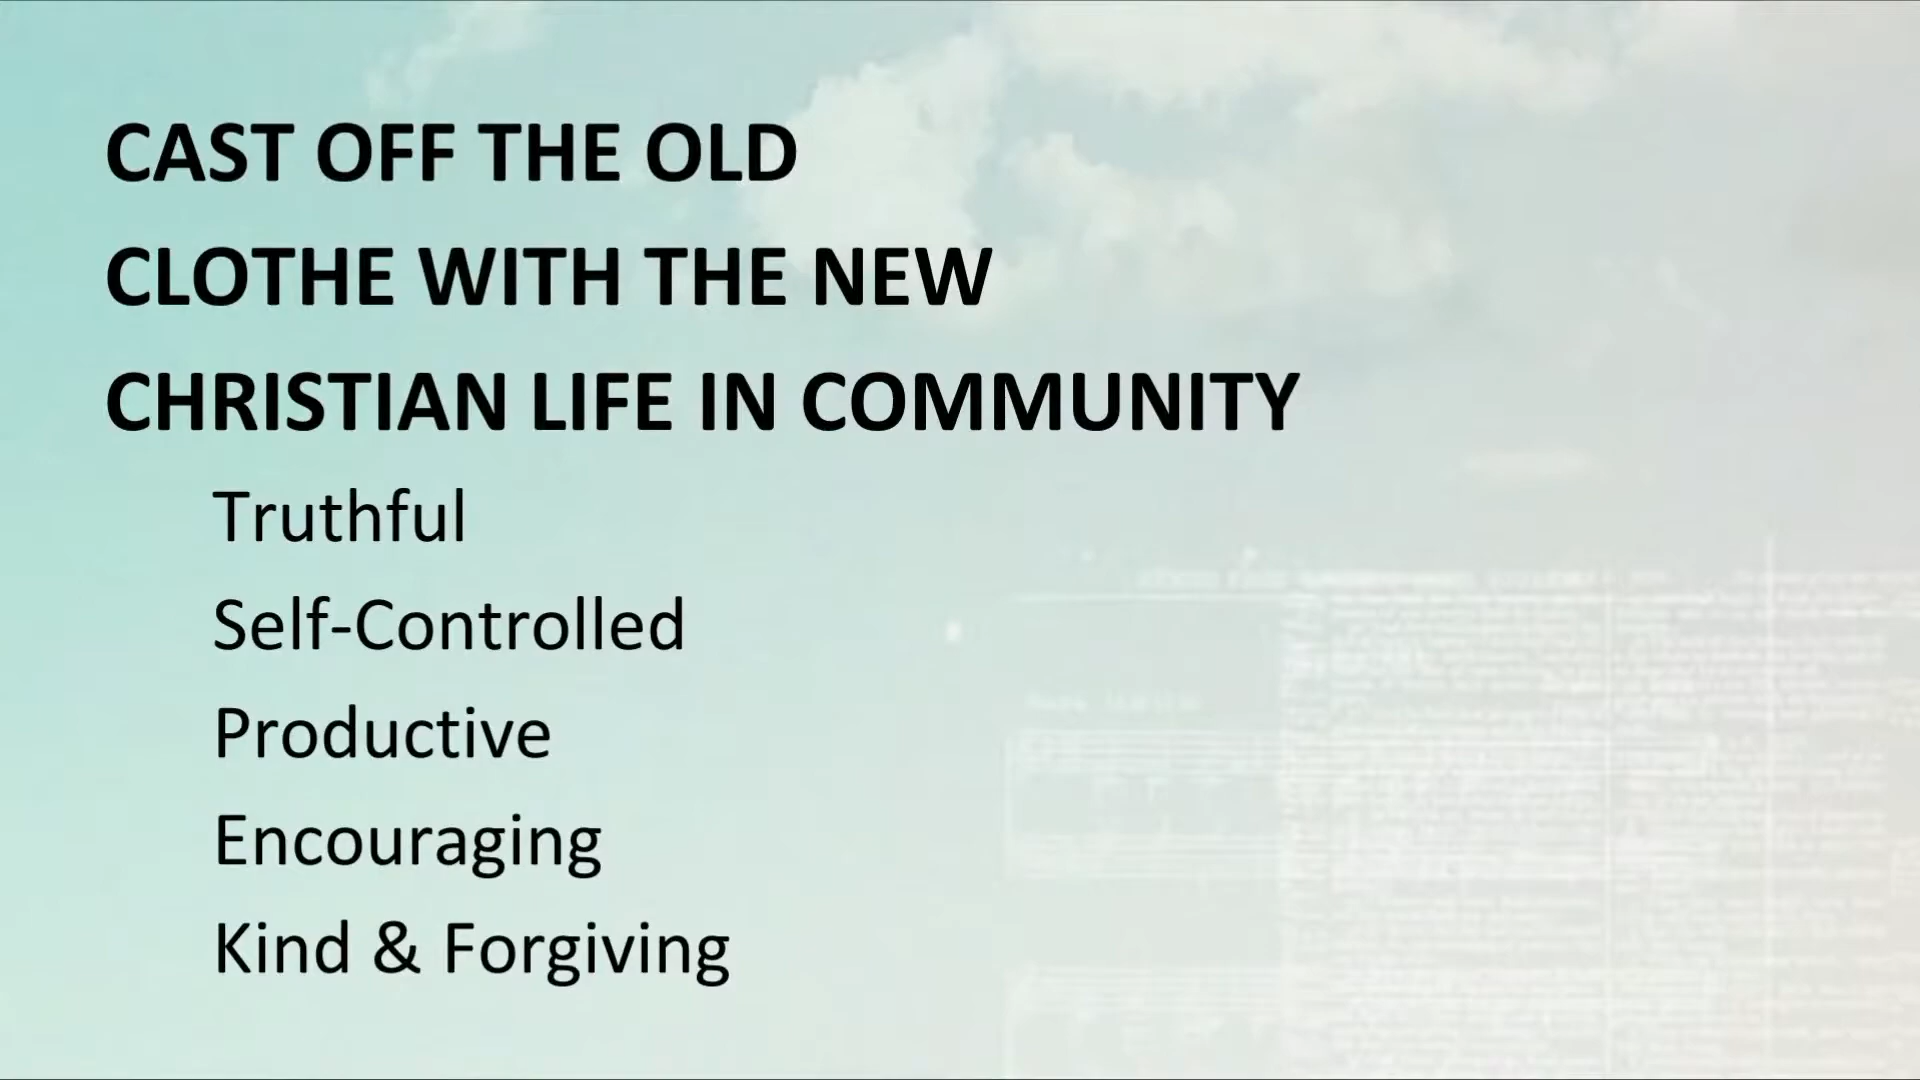 CAST OFF THE OLD
CLOTHE WITH THE NEW
CHRISTIAN LIFE IN COMMUNITY
Truthful
Self-Controlled
Productive
Encouraging
Kind & Forgiving